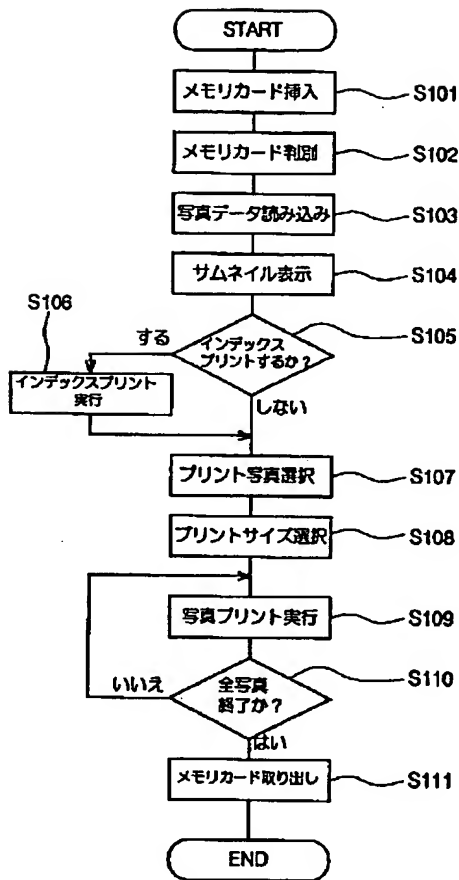 START
メモリカード挿入
S101
メモリカード判別
S102
写真データ読み込み
S103
サムネイル表示
S104
S106
する
インデックス
プリントするか?
S105
インデックスプリント
実行
しない
プリント写真選択
S107
プリントサイズ選択
S108
写真プリント実行
S109
いいえ
全写真
終了か?
S110
はい
メモリカード取り出し
S111
END